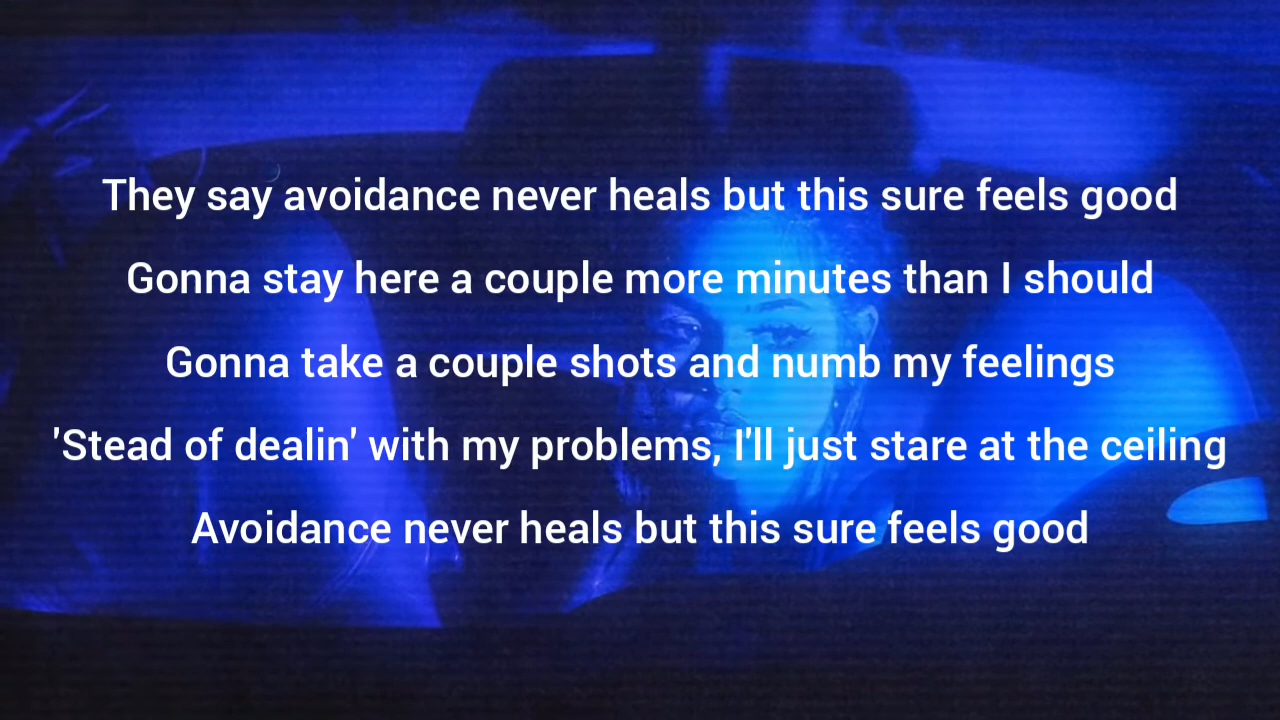 They say avoidance never heals but this sure feels good
Gonna stay here a couple more minutes than I should
Gonna take a couple shots and numb my feelings
'Stead of dealin' with my problems, I'll just stare at the ceiling
Avoidance never heals but this sure feels good